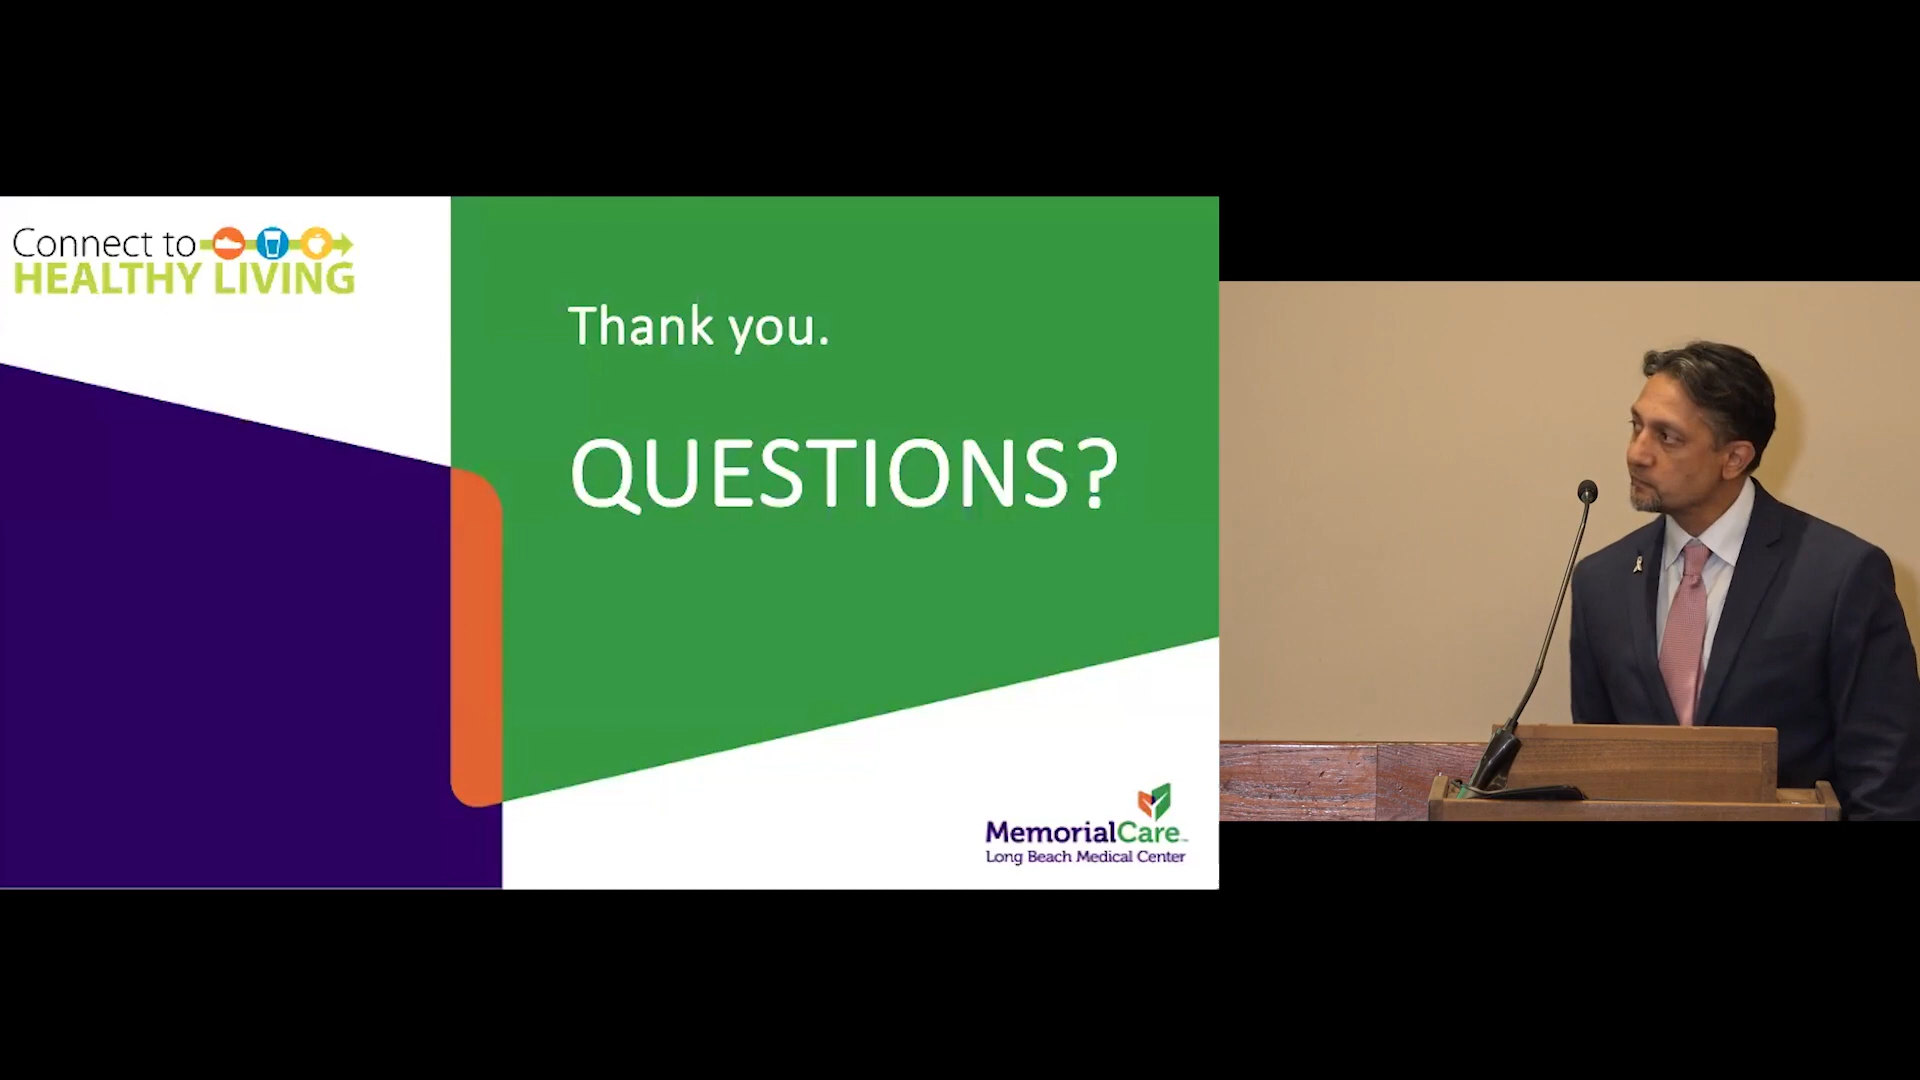 Connect to
HEALTHY LIVING
Thank you.
QUESTIONS?
MemorialCare
Long Beach Medical Center